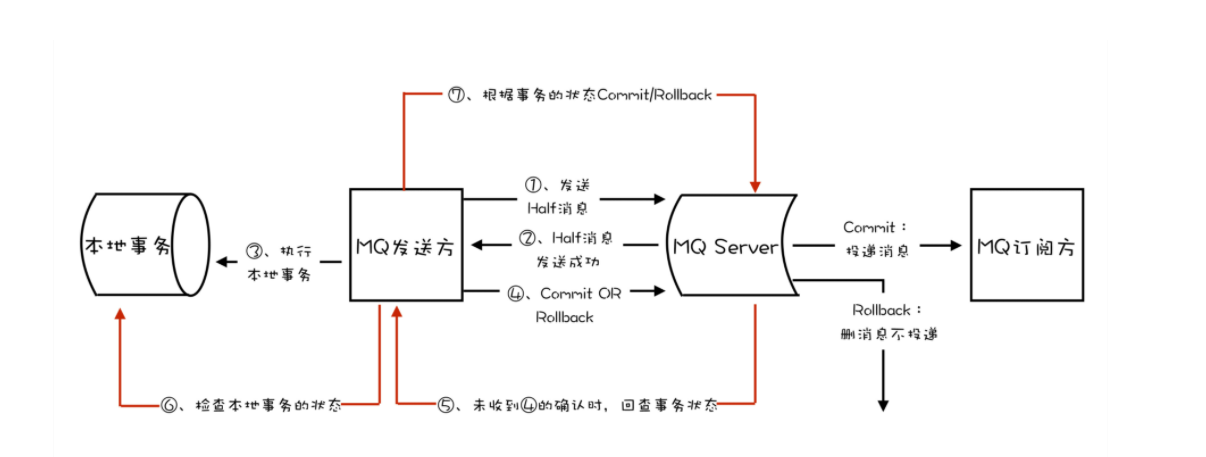 ⑦、根据事务的状态Commit/Rollback
①、发送
Half消息
本地事务
③、执行
本地事务
MQ发送方
②、Half消息
发送成功
MQ Server
Commit：
投递消息
MQ订阅方
④、Commit OR
Rollback
Rollback：
删消息不投递
⑥、检查本地事务的状态
⑤、未收到④的确认时，回查事务状态